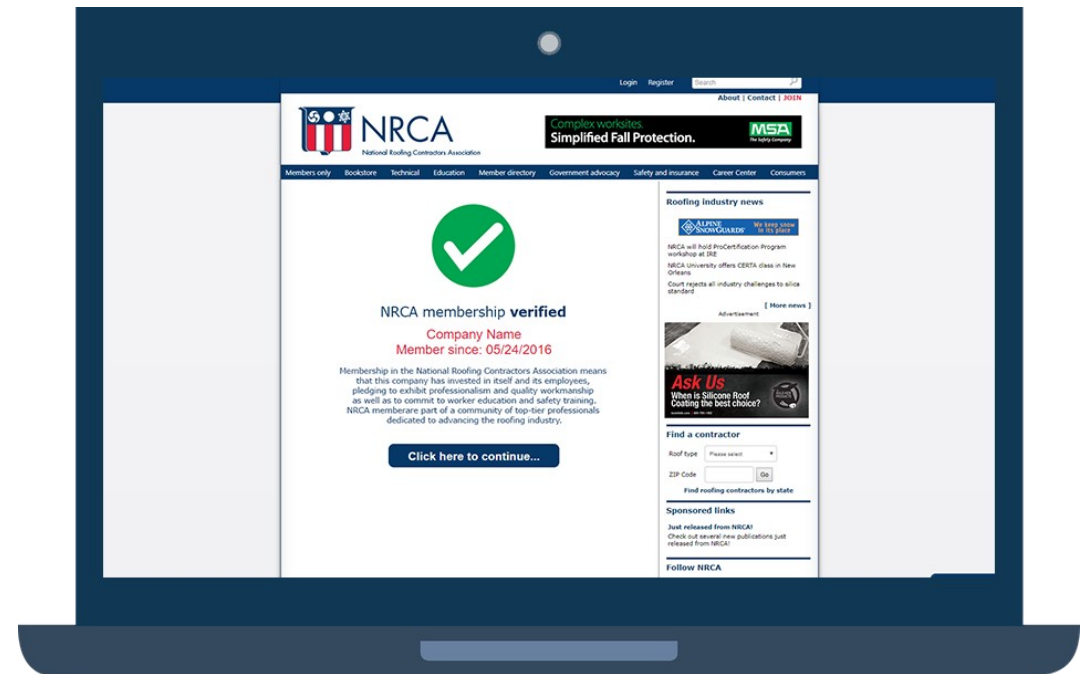 Login Register Search
About | Contact | JOIN
NRCA
National Roofing Contractors Association
Complex worksites.
Simplified Fall Protection.
MSA
The Safety Company
Members only Bookstore Technical Education Member directory Government advocacy Safety and insurance Career Center Consumers
NRCA membership verified
Company Name
Member since: 05/24/2016
Membership in the National Roofing Contractors Association means
that this company has invested in itself and its employees,
pledging to exhibit professionalism and quality workmanship
as well as to commit to worker education and safety training.
NRCA memberare part of a community of top-tier professionals
dedicated to advancing the roofing industry.
Click here to continue...
Roofing industry news
ALPINE
SNOWGUARDS
We keep snow
in its place
NRCA will hold ProCertification Program
workshop at IRE
NRCA University offers CERTA class in New
Orleans
Court rejects all industry challenges to silica
standard
[ More news ]
Advertisement
Ask Us
When is Silicone Roof
Coating the best choice?
Find a contractor
Roof type Please select
ZIP Code Go
Find roofing contractors by state
Sponsored links
Just released from NRCA!
Check out several new publications just
released from NRCA!
Follow NRCA